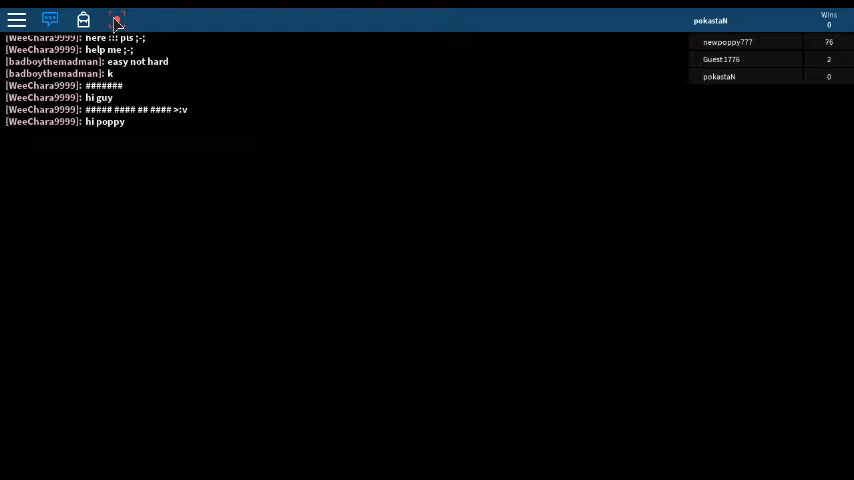 pokastaN
Wins
0
[WeeChara9999]: here !!! pls ;-;
[WeeChara9999]: help me ;-;
[badboythemadman]: easy not hard
[badboythemadman]: k
[WeeChara9999]: #######
[WeeChara9999]: hi guy
[WeeChara9999]: ##### #### ## #### >:v
[WeeChara9999]: hi poppy
newpoppy777 76
Guest 1776 2
pokastaN 0